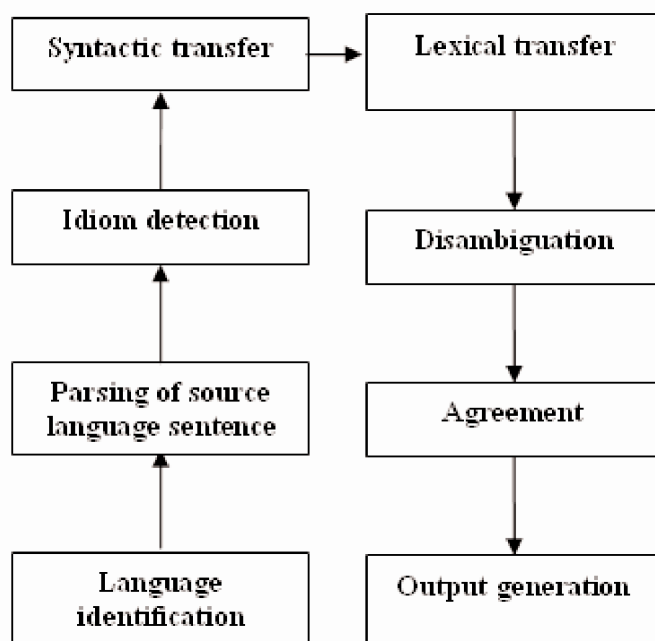 Syntactic transfer
Lexical transfer
Idiom detection
Disambiguation
Parsing of source
language sentence
Agreement
Language
identification
Output generation